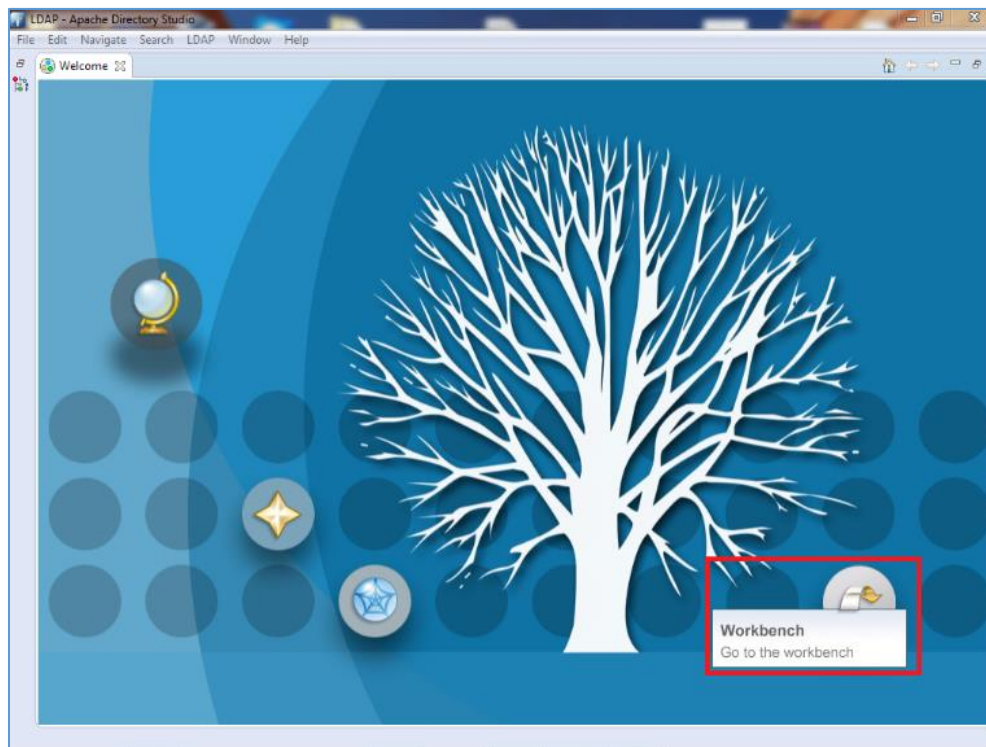 LDAP - Apache Directory Studio
File Edit Navigate Search LDAP Window Help
Welcome
Workbench
Go to the workbench